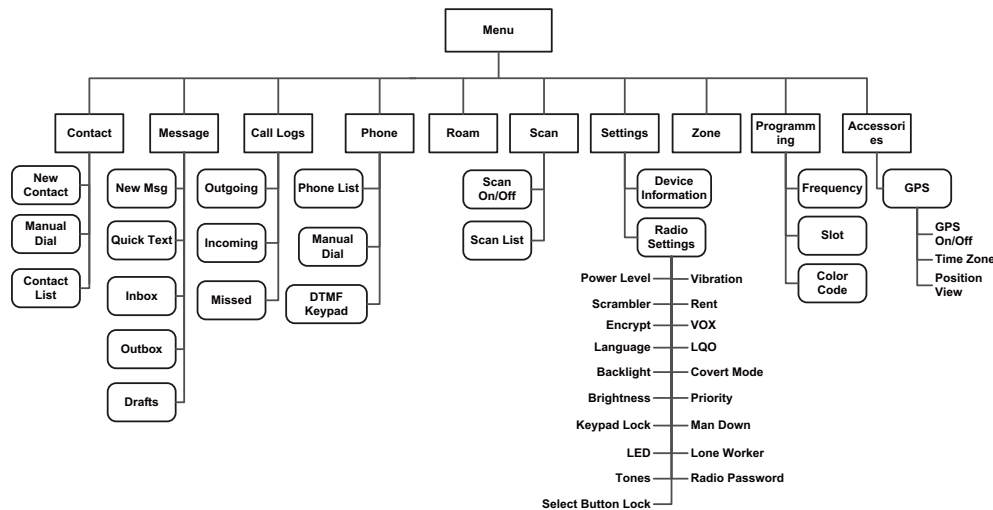 Menu
Contact
Message
Call Logs
Phone
Roam
Scan
Settings
Zone
Programm
ing
Accessori
es
New
Contact
Manual
Dial
Contact
List
New Msg
Quick Text
Inbox
Outbox
Drafts
Outgoing
Incoming
Missed
Phone List
Manual
Dial
DTMF
Keypad
Scan
On/Off
Scan List
Device
Information
Radio
Settings
Power Level
Vibration
Scrambler
Rent
Encrypt
VOX
Language
LQO
Backlight
Covert Mode
Brightness
Priority
Keypad Lock
Man Down
LED
Lone Worker
Tones
Radio Password
Select Button Lock
Frequency
Slot
Color
Code
GPS
GPS
On/Off
Time Zone
Position
View